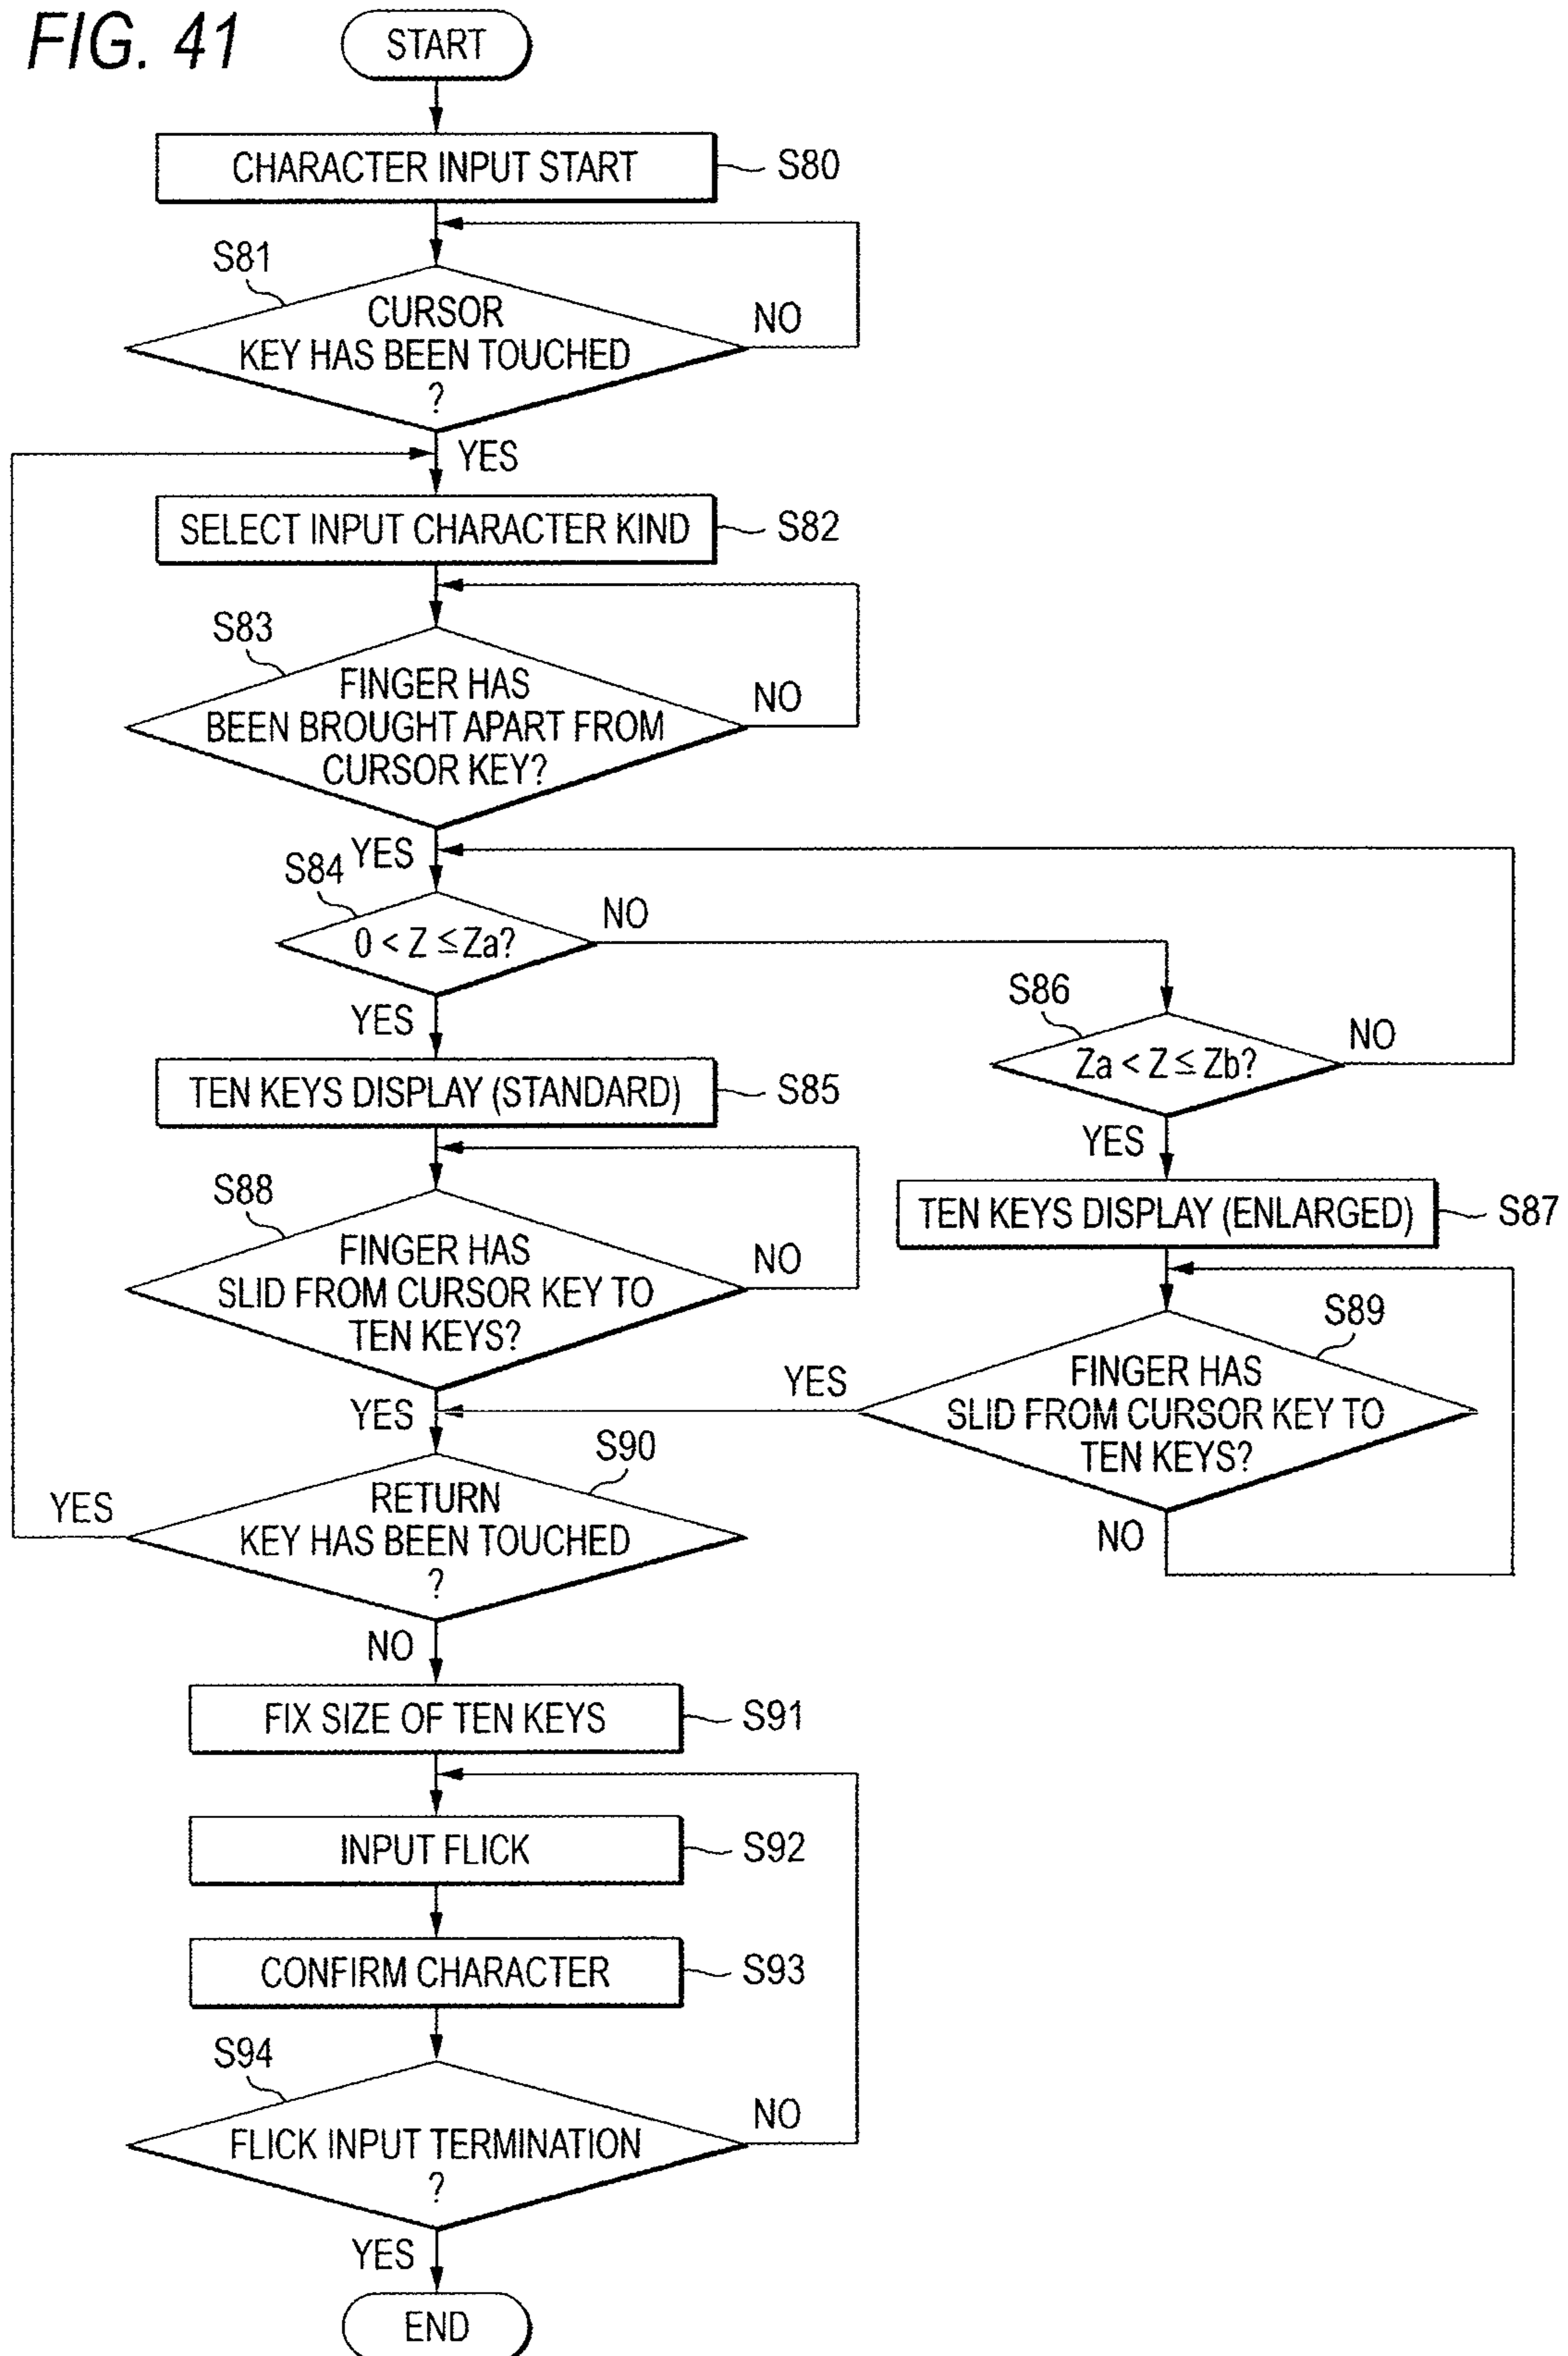 FIG. 41
START
CHARACTER INPUT START
S80
S81
CURSOR
KEY HAS BEEN TOUCHED
?
NO
YES
SELECT INPUT CHARACTER KIND
S82
S83
FINGER HAS
BEEN BROUGHT APART FROM
CURSOR KEY?
NO
YES
S84
0 < Z ≦ Za?
NO
YES
S86
Za < Z ≦ Zb?
NO
YES
TEN KEYS DISPLAY (STANDARD)
S85
TEN KEYS DISPLAY (ENLARGED)
S87
S88
FINGER HAS
SLID FROM CURSOR KEY TO
TEN KEYS?
NO
YES
S89
FINGER HAS
SLID FROM CURSOR KEY TO
TEN KEYS?
YES
NO
S90
RETURN
KEY HAS BEEN TOUCHED
?
YES
NO
FIX SIZE OF TEN KEYS
S91
INPUT FLICK
S92
CONFIRM CHARACTER
S93
S94
FLICK INPUT TERMINATION
?
NO
YES
END